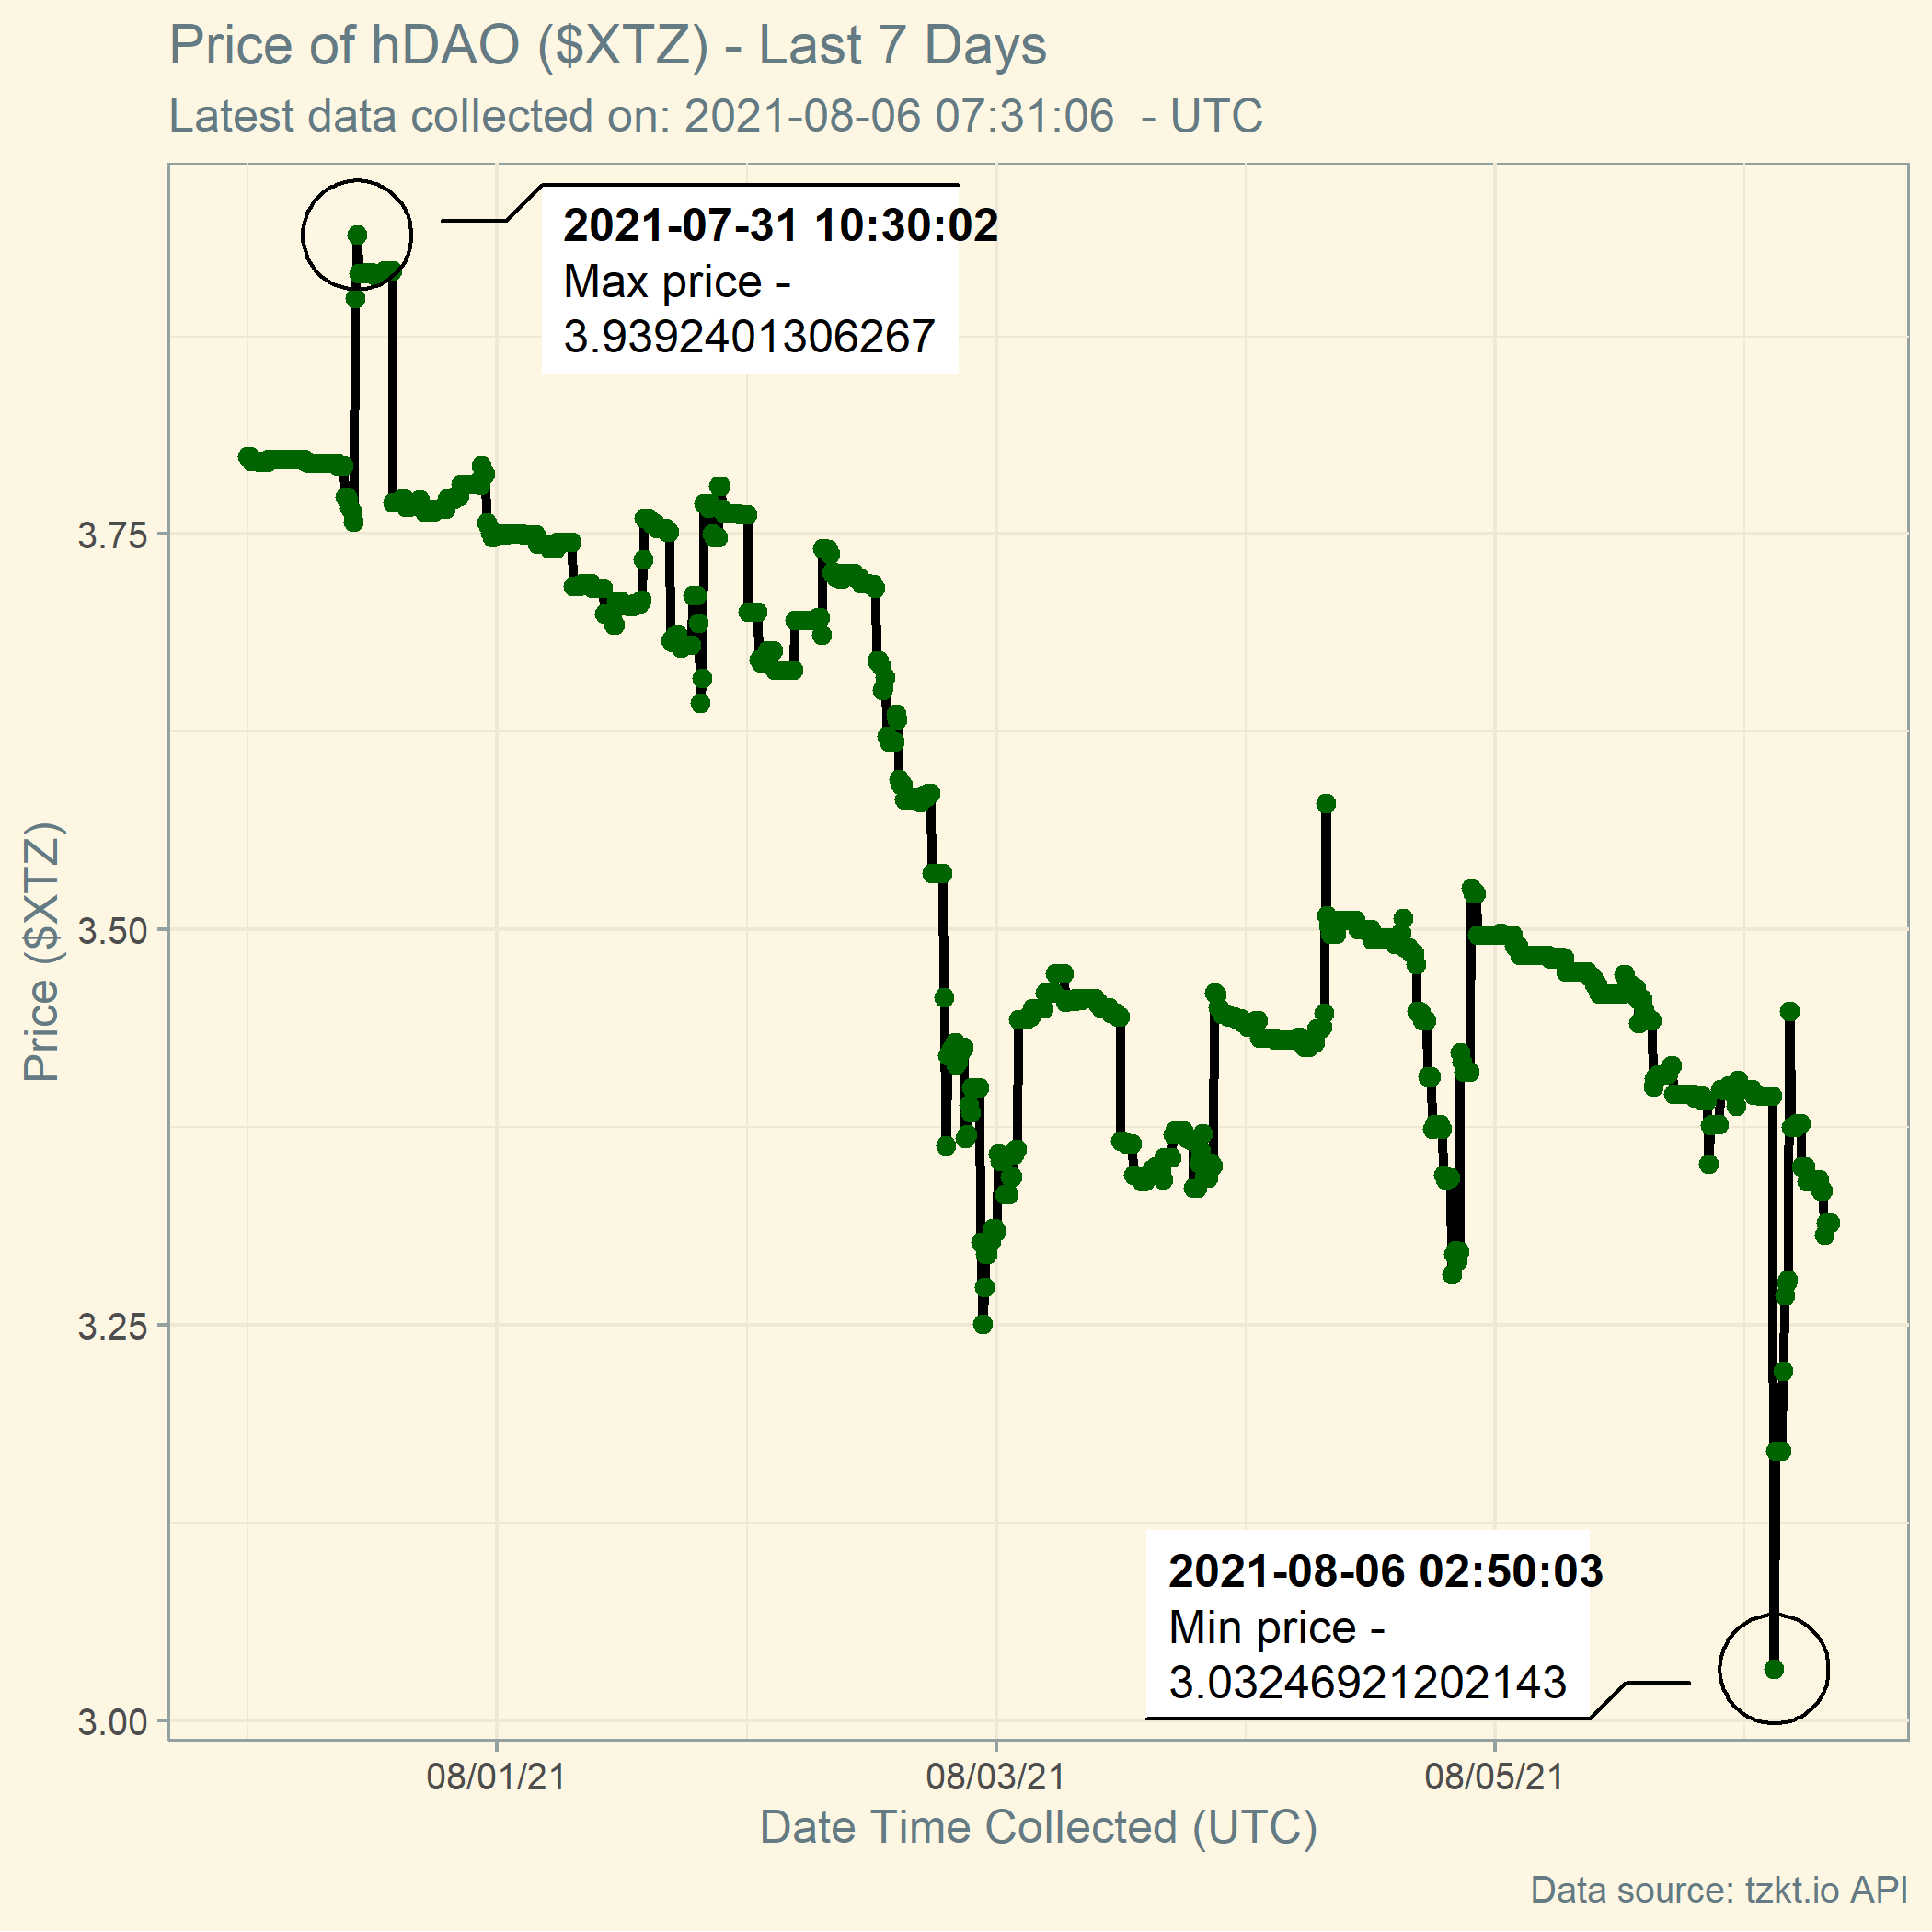 Price of hDAO ($XTZ) - Last 7 Days
Latest data collected on: 2021-08-06 07:31:06  - UTC
2021-07-31 10:30:02
Max price -
3.9392401306267
Price ($XTZ)
3.75
3.50
3.25
3.00
2021-08-06 02:50:03
Min price -
3.03246921202143
08/01/21
08/03/21
08/05/21
Date Time Collected (UTC)
Data source: tzkt.io API